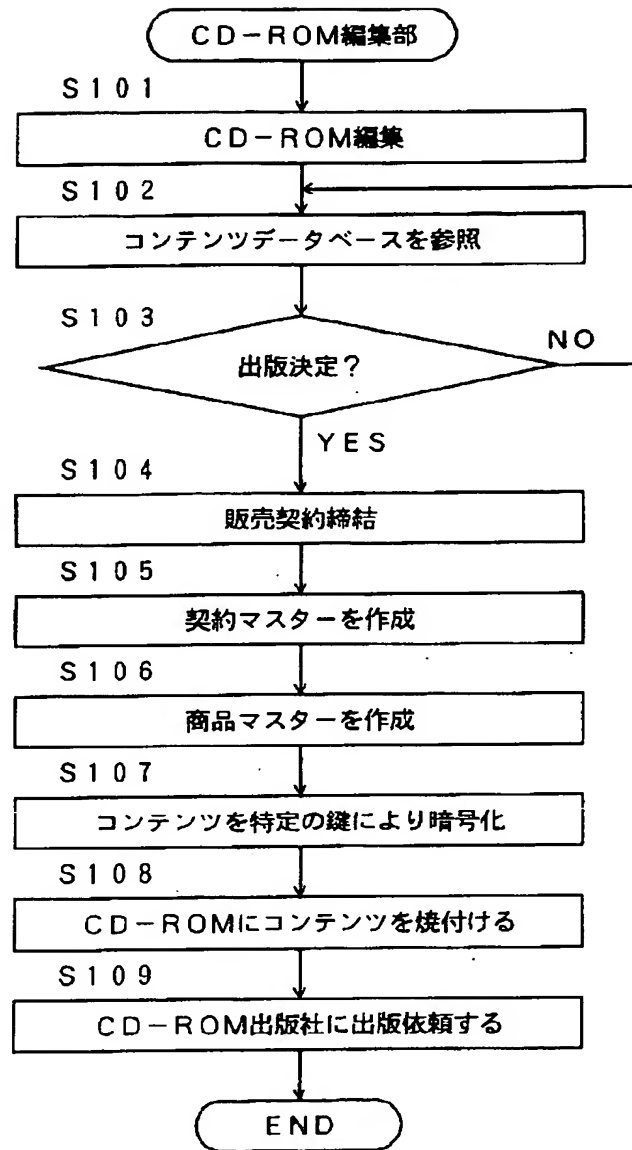 CD-ROM編集部
S101
CD-ROM編集
S102
コンテンツデータベースを参照
S103
出版決定?
NO
YES
S104
販売契約締結
S105
契約マスターを作成
S106
商品マスターを作成
S107
コンテンツを特定の鍵により暗号化
S108
CD-ROMにコンテンツを焼付ける
S109
CD-ROM出版社に出版依頼する
END